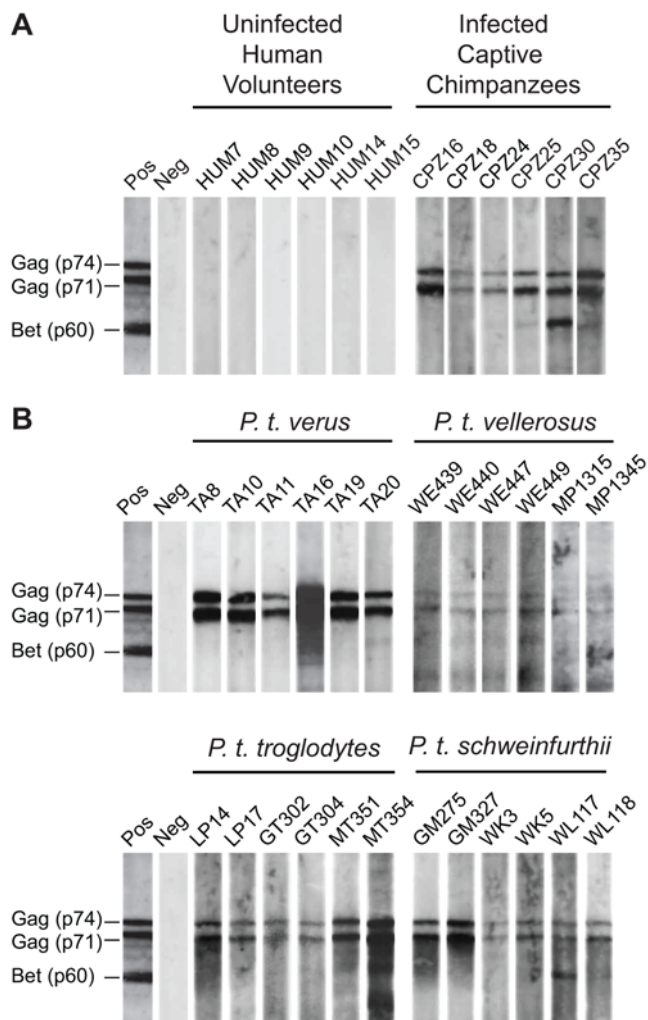 A
Uninfected
Human
Volunteers
Infected
Captive
Chimpanzees
Pos Neg HUM7 HUM8 HUM9 HUM10 HUM14 HUM15 CPZ16 CPZ18 CPZ24 CPZ25 CPZ30 CPZ35
Gag (p74)
Gag (p71)
Bet (p60)
B
P. t. verus P. t. vellerosus
Pos Neg TA8 TA10 TA11 TA16 TA19 TA20 WE439 WE440 WE447 WE449 MP1315 MP1345
Gag (p74)
Gag (p71)
Bet (p60)
P. t. troglodytes P. t. schweinfurthii
Pos Neg LP14 LP17 GT302 GT304 MT351 MT354 GM275 GM327 WK3 WK5 WL117 WL118
Gag (p74)
Gag (p71)
Bet (p60)